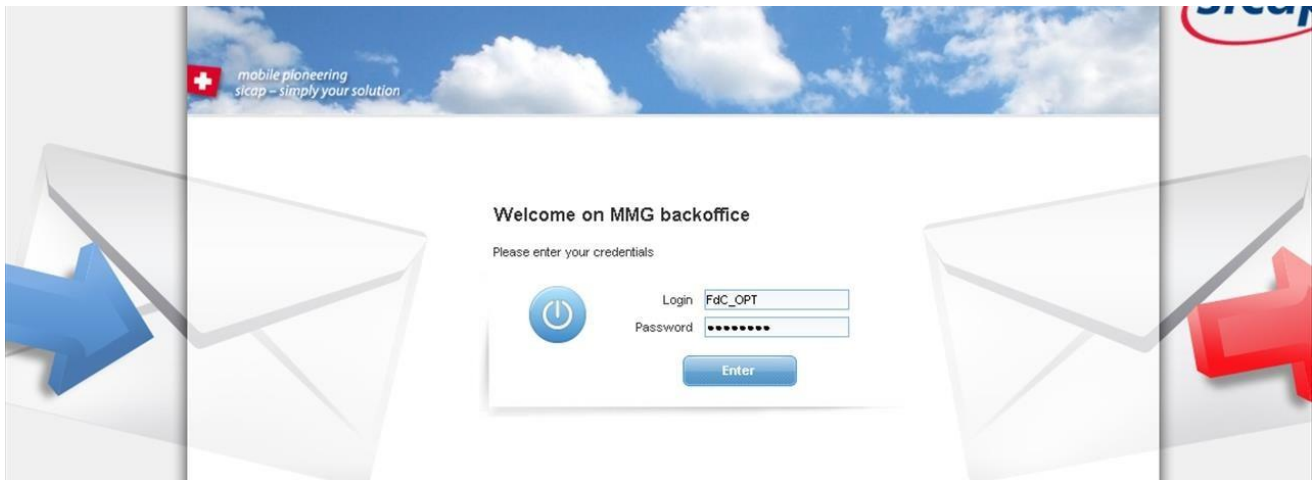 mobile pioneering
sicap – simply your solution
Welcome on MMG backoffice
Please enter your credentials
Login FdC_OPT
Password ●●●●●●●●
Enter